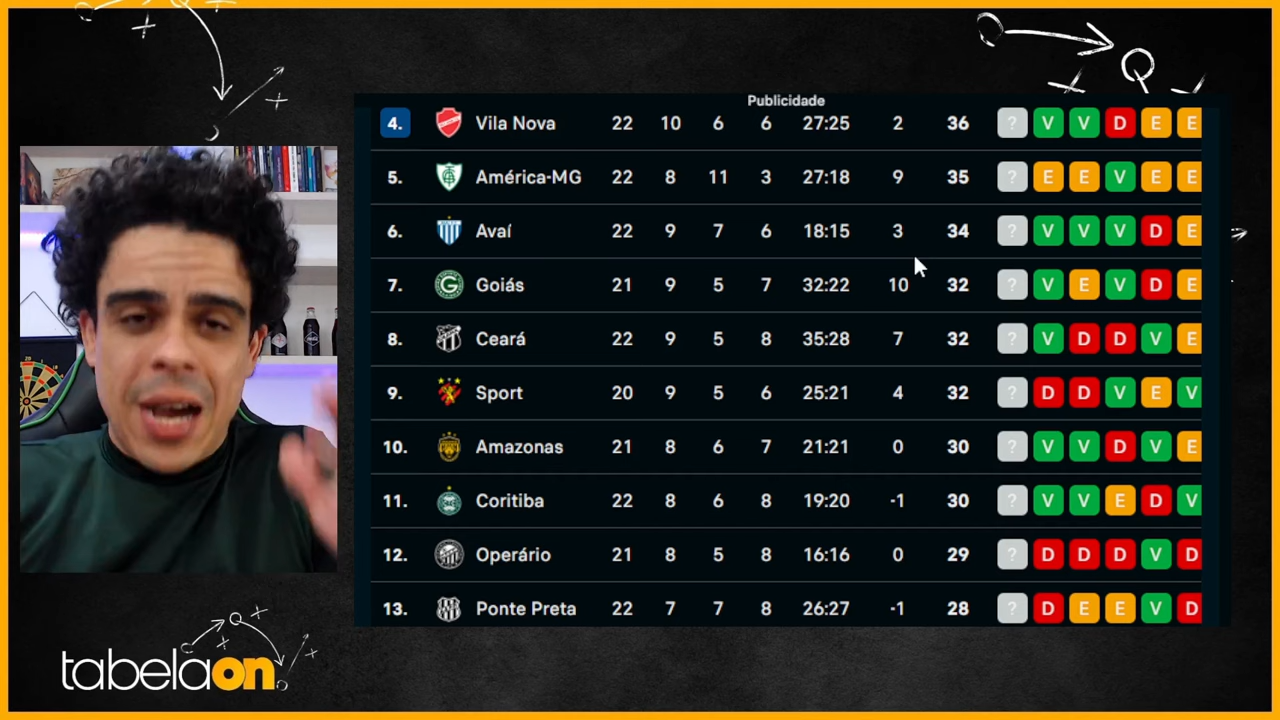 Publicidade
4. Vila Nova 22 10 6 6 27:25 2 36 ? V V D E E
5. América-MG 22 8 11 3 27:18 9 35 ? E E V E E
6. Avaí 22 9 7 6 18:15 3 34 ? V V V D E
7. Goiás 21 9 5 7 32:22 10 32 ? V E V D E
8. Ceará 22 9 5 8 35:28 7 32 ? V D D V E
9. Sport 20 9 5 6 25:21 4 32 ? D D V E V
10. Amazonas 21 8 6 7 21:21 0 30 ? V V D V E
11. Coritiba 22 8 6 8 19:20 -1 30 ? V V E D V
12. Operário 21 8 5 8 16:16 0 29 ? D D D V D
13. Ponte Preta 22 7 7 8 26:27 -1 28 ? D E E V D
tabelaon